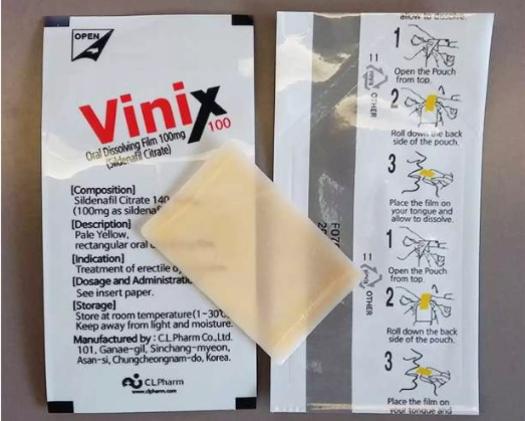 OPEN
Vinix
100
Oral Dissolving Film 100mg
(Sildenafil Citrate)
[Composition]
Sildenafil Citrate 140
(100mg as
[Description]
Pale Yellow,
rectangular oral
[Indication]
Treatment of erectile
[Dosage and
See insert paper.
[Storage]
Store at room
Keep away from light and moisture.
Manufactured by : C.L.Pharm Co.,Ltd.
101, Ganae-gil, Sinchang-myeon,
Asan-si, Chungcheongnam-do, Korea.
CLPharm
www.clpharm.com
allow to dissolve.
1
Open the Pouch
from top.
2
Roll down the back
side of the pouch.
3
Place the film on
your tongue and
allow to dissolve.
1
Open the Pouch
from top.
2
Roll down the back
side of the pouch.
3
Place the film on
your tongue and
OTHER
OTHER